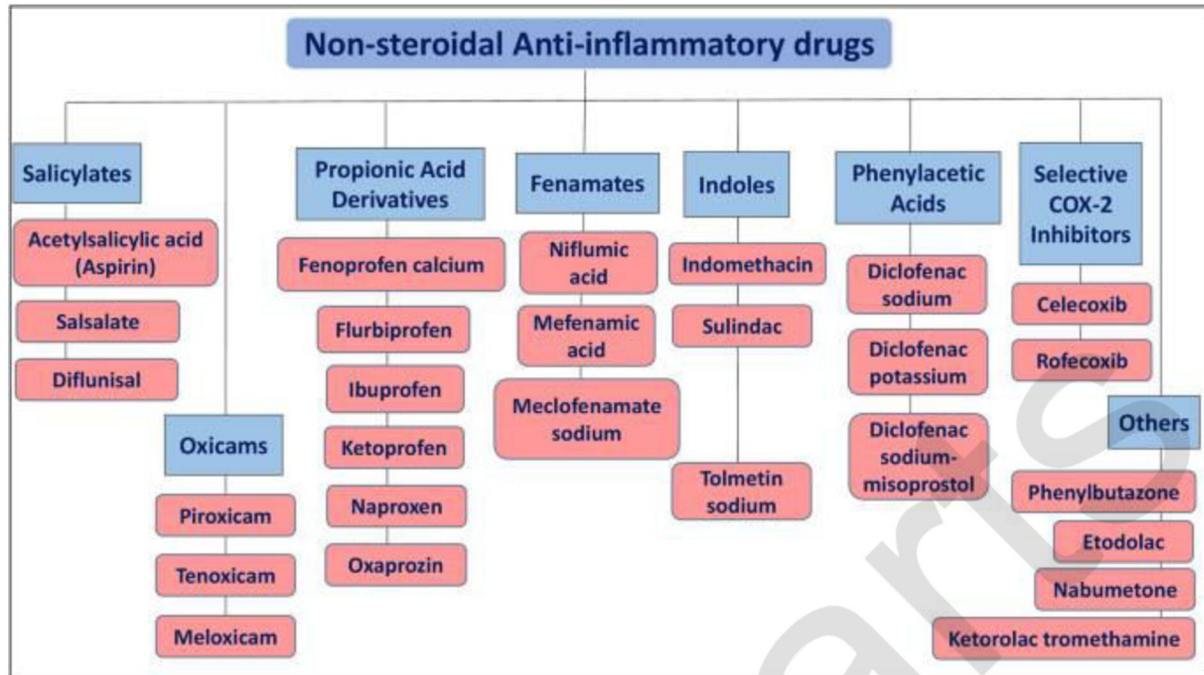 Non-steroidal Anti-inflammatory drugs
Salicylates
Acetylsalicylic acid
(Aspirin)
Salsalate
Diflunisal
Oxicams
Piroxicam
Tenoxicam
Meloxicam
Propionic Acid
Derivatives
Fenoprofen calcium
Flurbiprofen
Ibuprofen
Ketoprofen
Naproxen
Oxaprozin
Fenamates
Niflumic
acid
Mefenamic
acid
Meclofenamate
sodium
Indoles
Indomethacin
Sulindac
Tolmetin
sodium
Phenylacetic
Acids
Diclofenac
sodium
Diclofenac
potassium
Diclofenac
sodium-
misoprostol
Selective
COX-2
Inhibitors
Celecoxib
Rofecoxib
Others
Phenylbutazone
Etodolac
Nabumetone
Ketorolac tromethamine